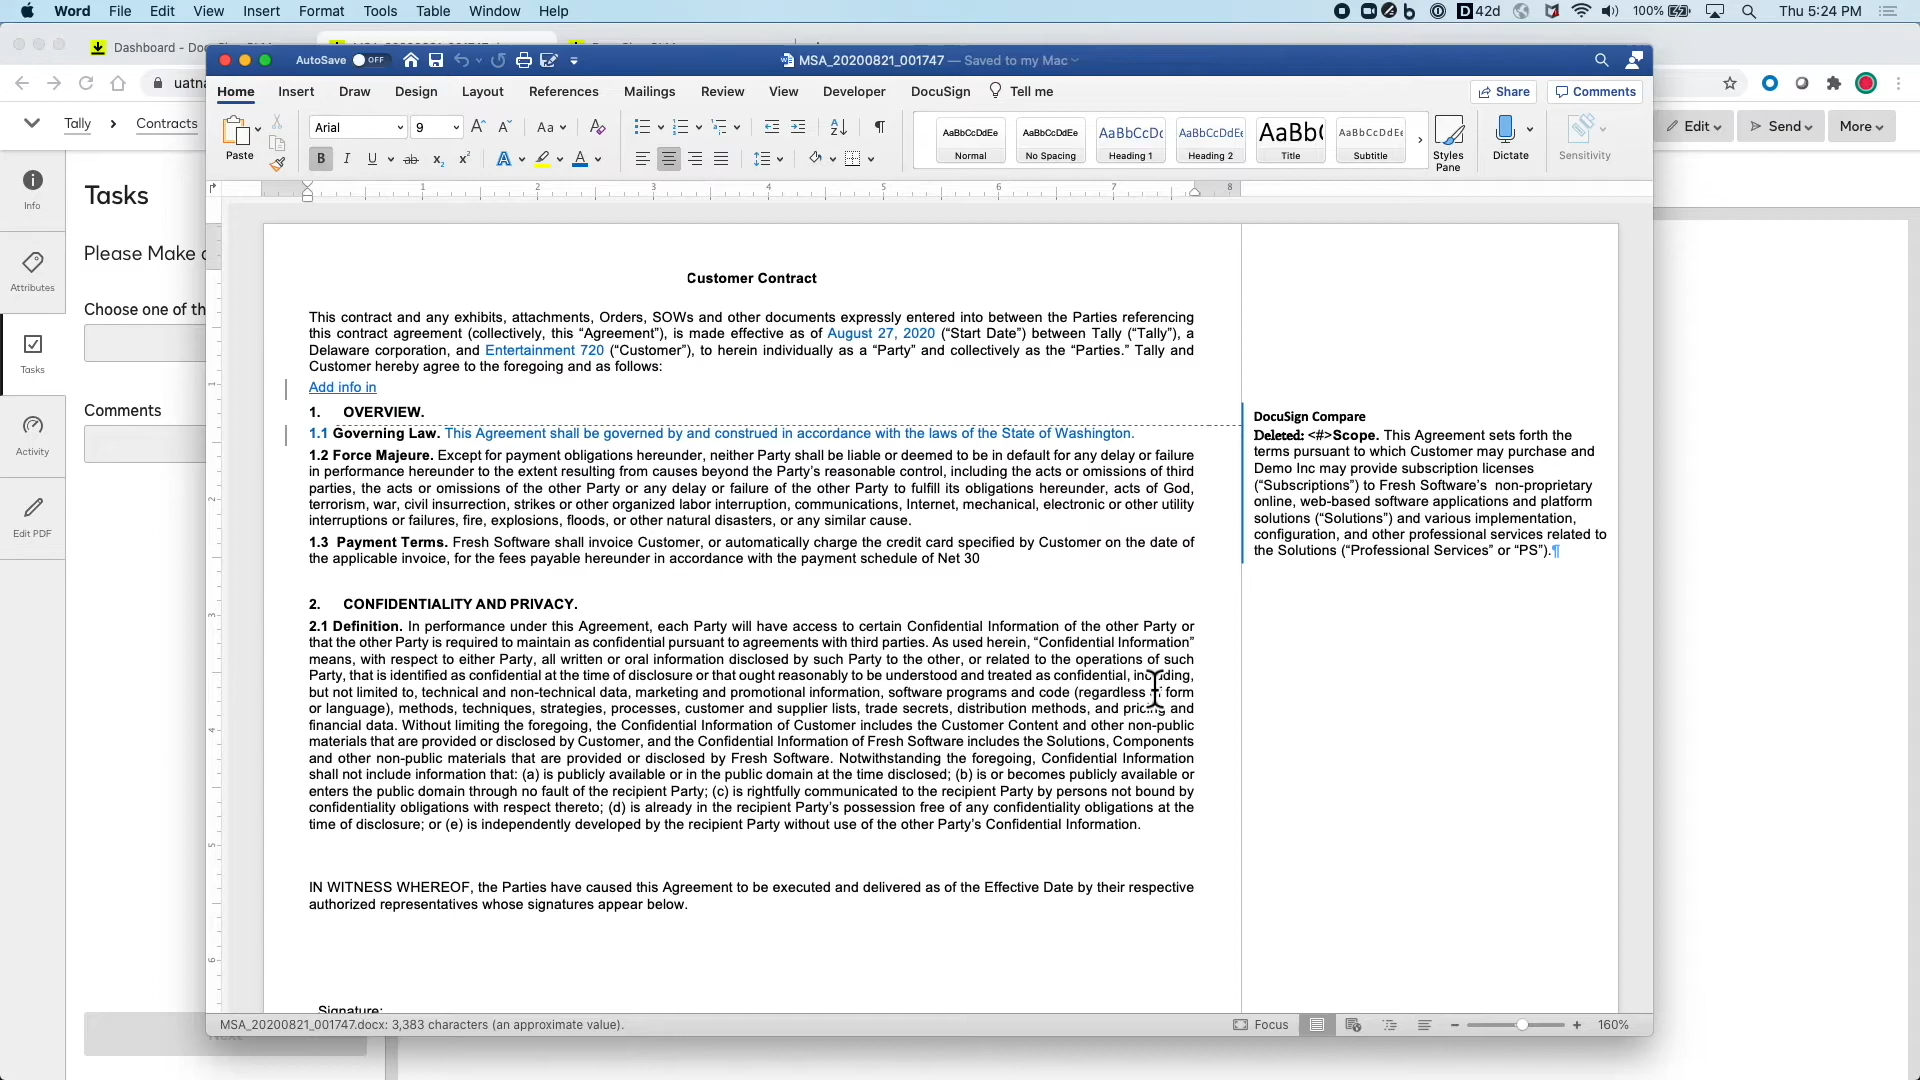 Word File Edit View Insert Format Tools Table Window Help
42d 100% Thu 5:24 PM
Dashboard - Doc
AutoSave OFF
MSA_20200821_001747 — Saved to my Mac
uatna
Home Insert Draw Design Layout References Mailings Review View Developer DocuSign Tell me Share Comments
Tally Contracts
Edit Send More
Paste
Arial 9
Aa
B I U ab x₂ x²
AaBbCcDdEe Normal
AaBbCcDdEe No Spacing
AaBbCcDc Heading 1
AaBbCcDdEe Heading 2
AaBb( Title
AaBbCcDdEe Subtitle
Styles Pane
Dictate
Sensitivity
1 2 3 4 5 6 7 8
Info
Attributes
Tasks
Activity
Edit PDF
Tasks
Please Make
Choose one of th
Comments
Customer Contract
This contract and any exhibits, attachments, Orders, SOWs and other documents expressly entered into between the Parties referencing
this contract agreement (collectively, this “Agreement”), is made effective as of August 27, 2020 (“Start Date”) between Tally (“Tally”), a
Delaware corporation, and Entertainment 720 (“Customer”), to herein individually as a “Party” and collectively as the “Parties.” Tally and
Customer hereby agree to the foregoing and as follows:
Add info in
1. OVERVIEW.
1.1 Governing Law. This Agreement shall be governed by and construed in accordance with the laws of the State of Washington.
1.2 Force Majeure. Except for payment obligations hereunder, neither Party shall be liable or deemed to be in default for any delay or failure
in performance hereunder to the extent resulting from causes beyond the Party’s reasonable control, including the acts or omissions of third
parties, the acts or omissions of the other Party or any delay or failure of the other Party to fulfill its obligations hereunder, acts of God,
terrorism, war, civil insurrection, strikes or other organized labor interruption, communications, Internet, mechanical, electronic or other utility
interruptions or failures, fire, explosions, floods, or other natural disasters, or any similar cause.
1.3 Payment Terms. Fresh Software shall invoice Customer, or automatically charge the credit card specified by Customer on the date of
the applicable invoice, for the fees payable hereunder in accordance with the payment schedule of Net 30
2. CONFIDENTIALITY AND PRIVACY.
2.1 Definition. In performance under this Agreement, each Party will have access to certain Confidential Information of the other Party or
that the other Party is required to maintain as confidential pursuant to agreements with third parties. As used herein, “Confidential Information”
means, with respect to either Party, all written or oral information disclosed by such Party to the other, or related to the operations of such
Party, that is identified as confidential at the time of disclosure or that ought reasonably to be understood and treated as confidential, including,
but not limited to, technical and non-technical data, marketing and promotional information, software programs and code (regardless form
or language), methods, techniques, strategies, processes, customer and supplier lists, trade secrets, distribution methods, and pricing and
financial data. Without limiting the foregoing, the Confidential Information of Customer includes the Customer Content and other non-public
materials that are provided or disclosed by Customer, and the Confidential Information of Fresh Software includes the Solutions, Components
and other non-public materials that are provided or disclosed by Fresh Software. Notwithstanding the foregoing, Confidential Information
shall not include information that: (a) is publicly available or in the public domain at the time disclosed; (b) is or becomes publicly available or
enters the public domain through no fault of the recipient Party; (c) is rightfully communicated to the recipient Party by persons not bound by
confidentiality obligations with respect thereto; (d) is already in the recipient Party’s possession free of any confidentiality obligations at the
time of disclosure; or (e) is independently developed by the recipient Party without use of the other Party’s Confidential Information.
IN WITNESS WHEREOF, the Parties have caused this Agreement to be executed and delivered as of the Effective Date by their respective
authorized representatives whose signatures appear below.
Signature:
DocuSign Compare
Deleted: <#>Scope. This Agreement sets forth the
terms pursuant to which Customer may purchase and
Demo Inc may provide subscription licenses
(“Subscriptions”) to Fresh Software’s non-proprietary
online, web-based software applications and platform
solutions (“Solutions”) and various implementation,
configuration, and other professional services related to
the Solutions (“Professional Services” or “PS”).¶
MSA_20200821_001747.docx: 3,383 characters (an approximate value).
Focus 160%